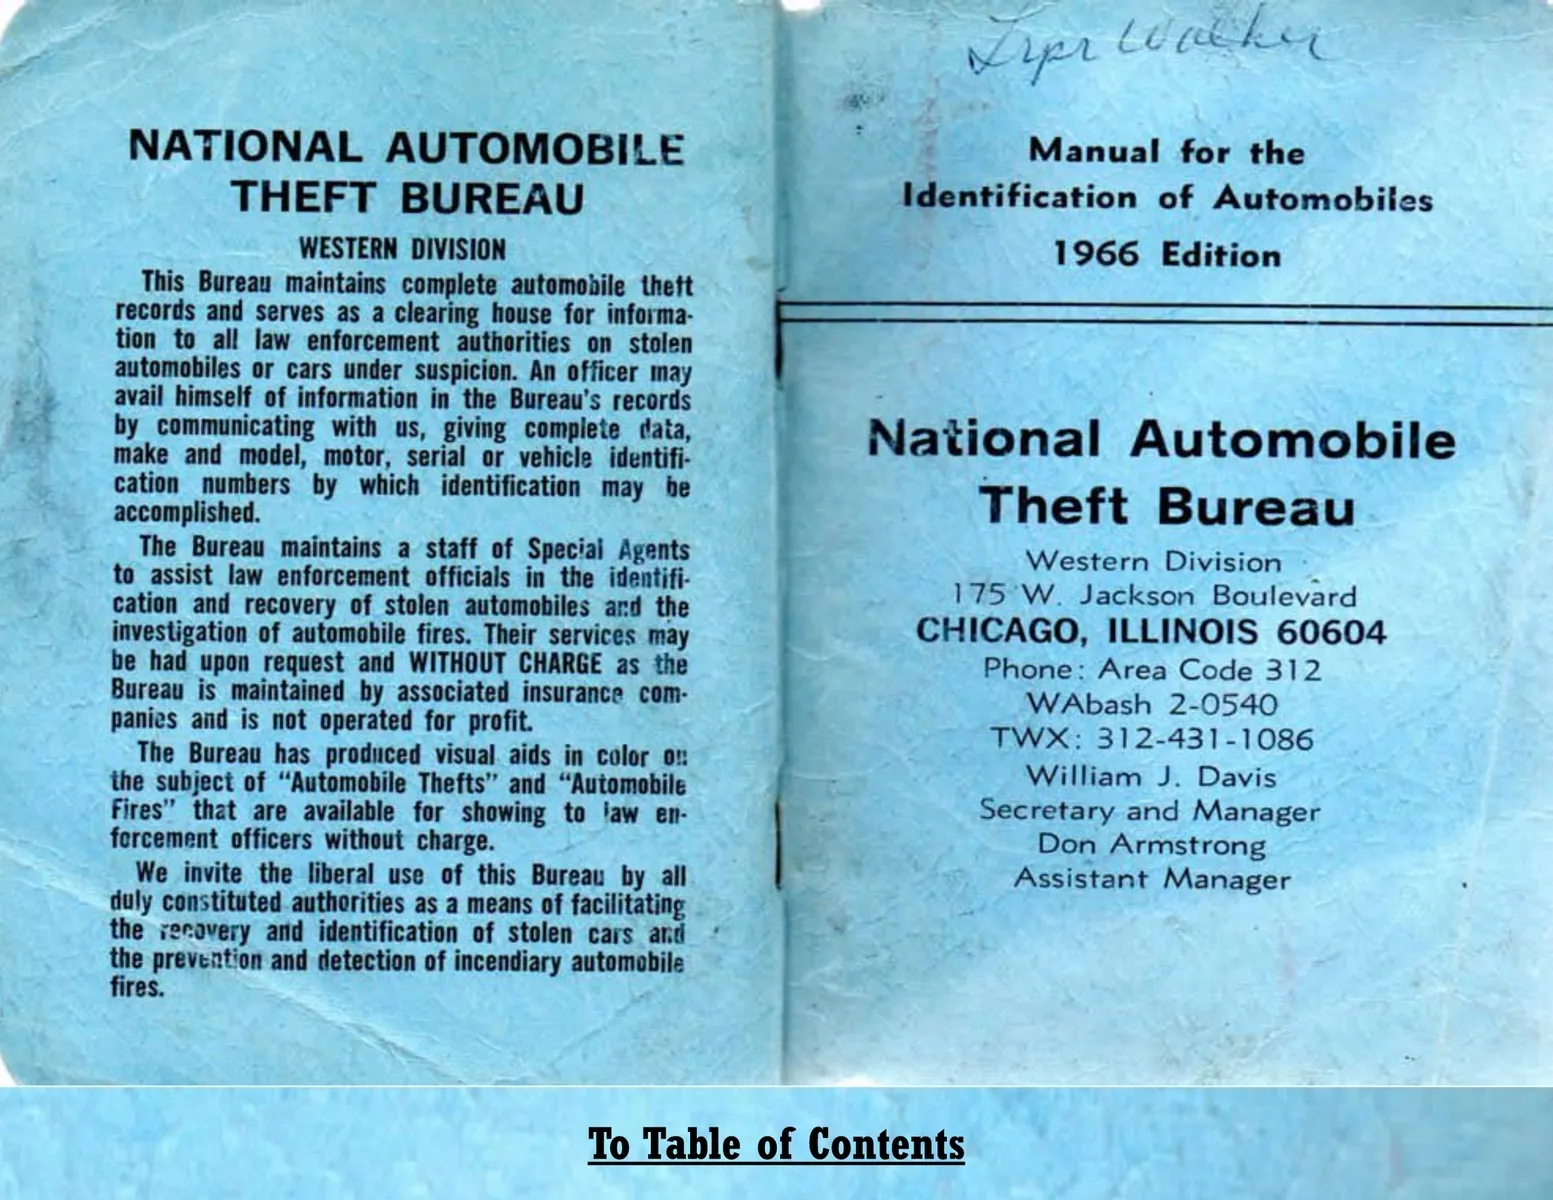 NATIONAL AUTOMOBILE
THEFT BUREAU
WESTERN DIVISION
This Bureau maintains complete automobile theft
records and serves as a clearing house for informa-
tion to all law enforcement authorities on stolen
automobiles or cars under suspicion. An officer may
avail himself of information in the Bureau's records
by communicating with us, giving complete data,
make and model, motor, serial or vehicle identifi-
cation numbers by which identification may be
accomplished.
The Bureau maintains a staff of Special Agents
to assist law enforcement officials in the identifi-
cation and recovery of stolen automobiles and the
investigation of automobile fires. Their services may
be had upon request and WITHOUT CHARGE as the
Bureau is maintained by associated insurance com-
panies and is not operated for profit.
The Bureau has produced visual aids in color on
the subject of "Automobile Thefts" and "Automobile
Fires" that are available for showing to law en-
forcement officers without charge.
We invite the liberal use of this Bureau by all
duly constituted authorities as a means of facilitating
the recovery and identification of stolen cars and
the prevention and detection of incendiary automobile
fires.
Walker
Manual for the
Identification of Automobiles
1966 Edition
National Automobile
Theft Bureau
Western Division
175 W. Jackson Boulevard
CHICAGO, ILLINOIS 60604
Phone: Area Code 312
WAbash 2-0540
TWX: 312-431-1086
William J. Davis
Secretary and Manager
Don Armstrong
Assistant Manager
To Table of Contents